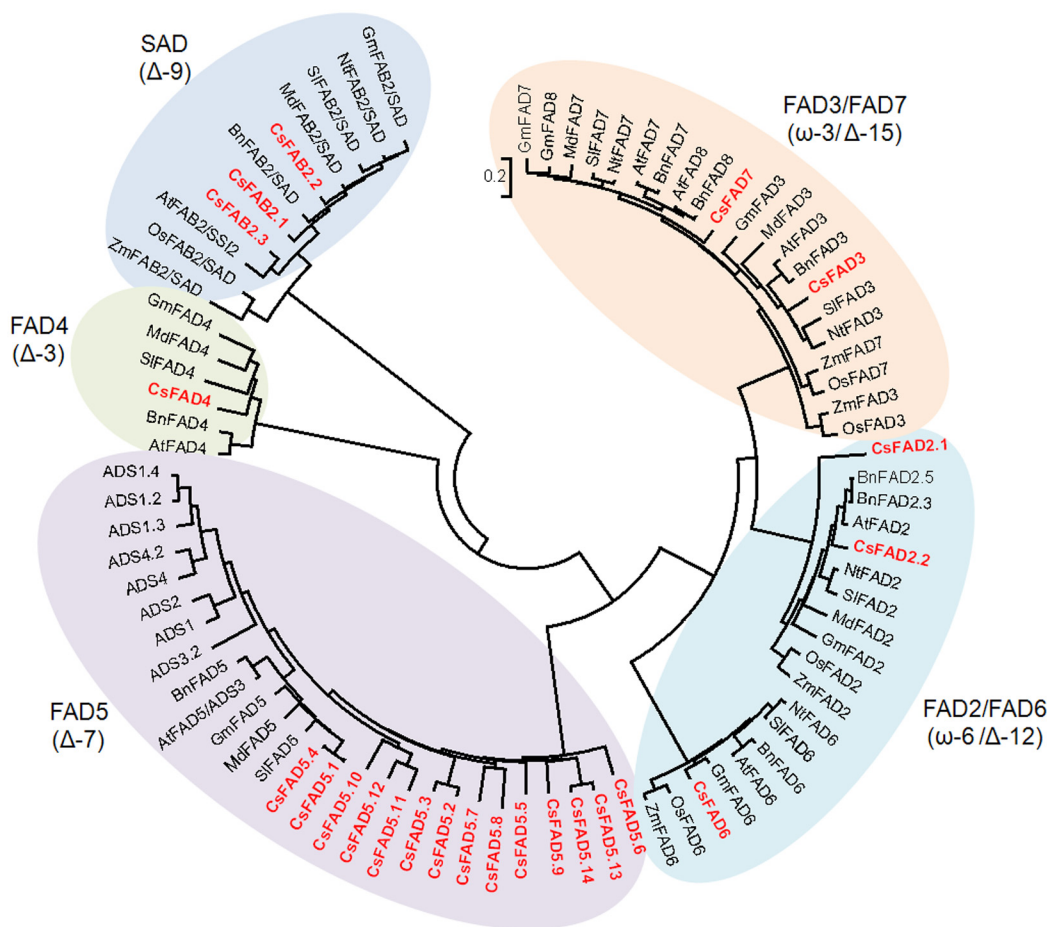 SAD
(Δ-9)
GmFAB2/SAD
NtFAB2/SAD
SlFAB2/SAD
MdFAB2/SAD
CsFAB2.2
BnFAB2/SAD
CsFAB2.1
CsFAB2.3
AtFAB2/SSI2
OsFAB2/SAD
ZmFAB2/SAD
FAD4
(Δ-3)
GmFAD4
MdFAD4
SlFAD4
CsFAD4
BnFAD4
AtFAD4
FAD5
(Δ-7)
ADS1.4
ADS1.2
ADS1.3
ADS4.2
ADS4
ADS2
ADS1
ADS3.2
BnFAD5
AtFAD5/ADS3
GmFAD5
MdFAD5
SlFAD6
CsFAD5.4
CsFAD5.1
CsFAD5.10
CsFAD5.12
CsFAD5.11
CsFAD5.3
CsFAD5.2
CsFAD5.7
CsFAD5.8
CsFAD5.5
CsFAD5.9
CsFAD5.14
CsFAD5.13
CsFAD5.6
FAD3/FAD7
(ω-3/Δ-15)
0.2
GmFAD7
GmFAD8
MdFAD7
SlFAD7
NtFAD7
AtFAD7
BnFAD7
AtFAD8
BnFAD8
CsFAD7
GmFAD3
MdFAD3
AtFAD3
BnFAD3
CsFAD3
SlFAD3
NtFAD3
ZmFAD7
OsFAD7
ZmFAD3
OsFAD3
FAD2/FAD6
(ω-6/Δ-12)
CsFAD2.1
BnFAD2.5
BnFAD2.3
AtFAD2
CsFAD2.2
NtFAD2
SlFAD2
MdFAD2
GmFAD2
OsFAD2
ZmFAD2
NtFAD6
SlFAD6
BnFAD6
AtFAD6
GmFAD6
CsFAD6
OsFAD6
ZmFAD6